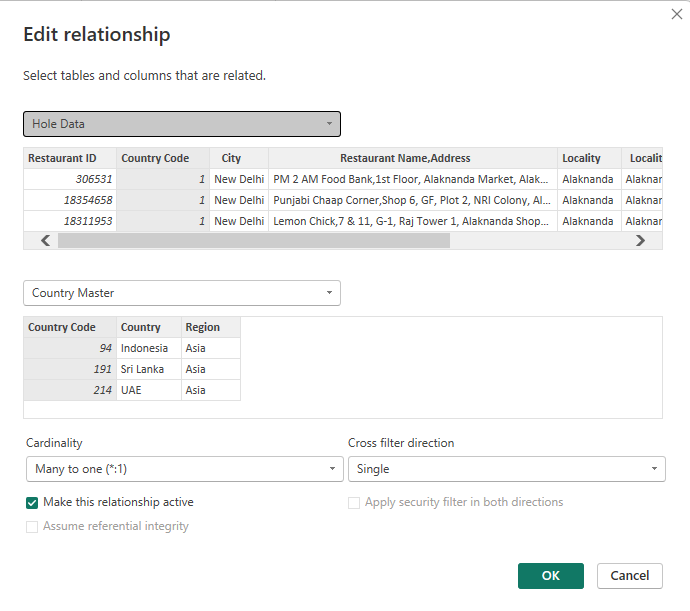 Edit relationship
Select tables and columns that are related.
Hole Data
Restaurant ID Country Code City Restaurant Name,Address Locality Localit
306531 1 New Delhi PM 2 AM Food Bank,1st Floor, Alaknanda Market, Alak... Alaknanda Alaknar
18354658 1 New Delhi Punjabi Chaap Corner,Shop 6, GF, Plot 2, NRI Colony, Al... Alaknanda Alaknar
18311953 1 New Delhi Lemon Chick,7 & 11, G-1, Raj Tower 1, Alaknanda Shop... Alaknanda Alaknar
Country Master
Country Code Country Region
94 Indonesia Asia
191 Sri Lanka Asia
214 UAE Asia
Cardinality Cross filter direction
Many to one (*:1) Single
Make this relationship active Apply security filter in both directions
Assume referential integrity
OK Cancel